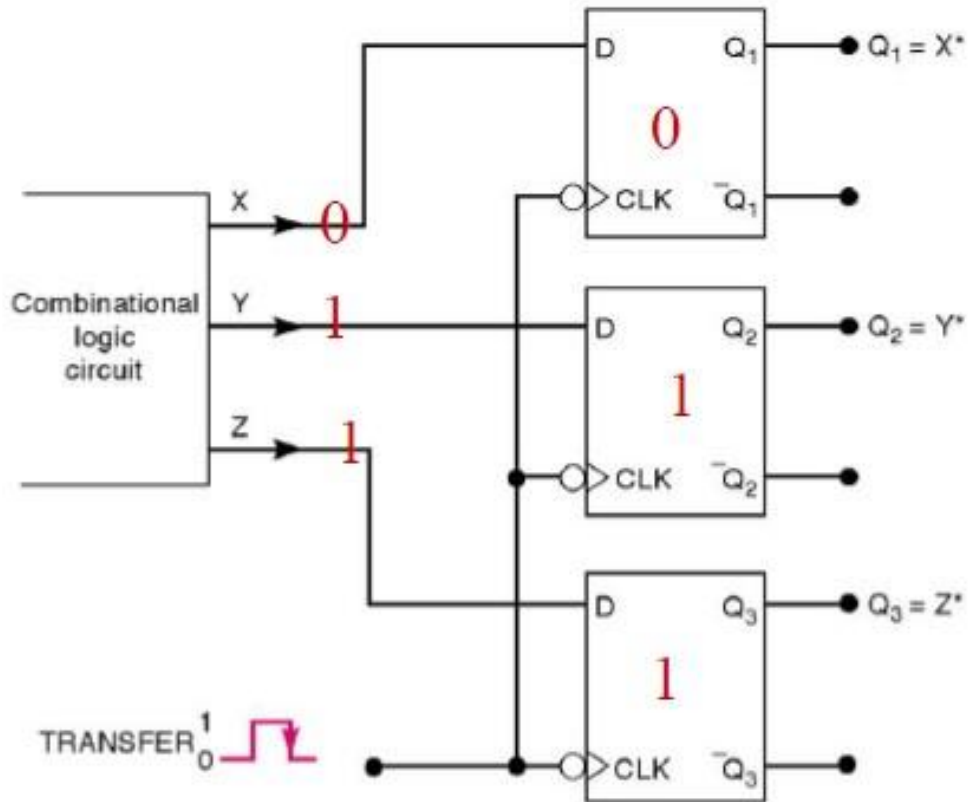 D
Q₁
Q₁ = X*
0
CLK
Q̅₁
X
0
Combinational
logic
circuit
Y
1
D
Q₂
Q₂ = Y*
1
Z
1
CLK
Q̅₂
D
Q₃
Q₃ = Z*
1
TRANSFER
1
0
CLK
Q̅₃